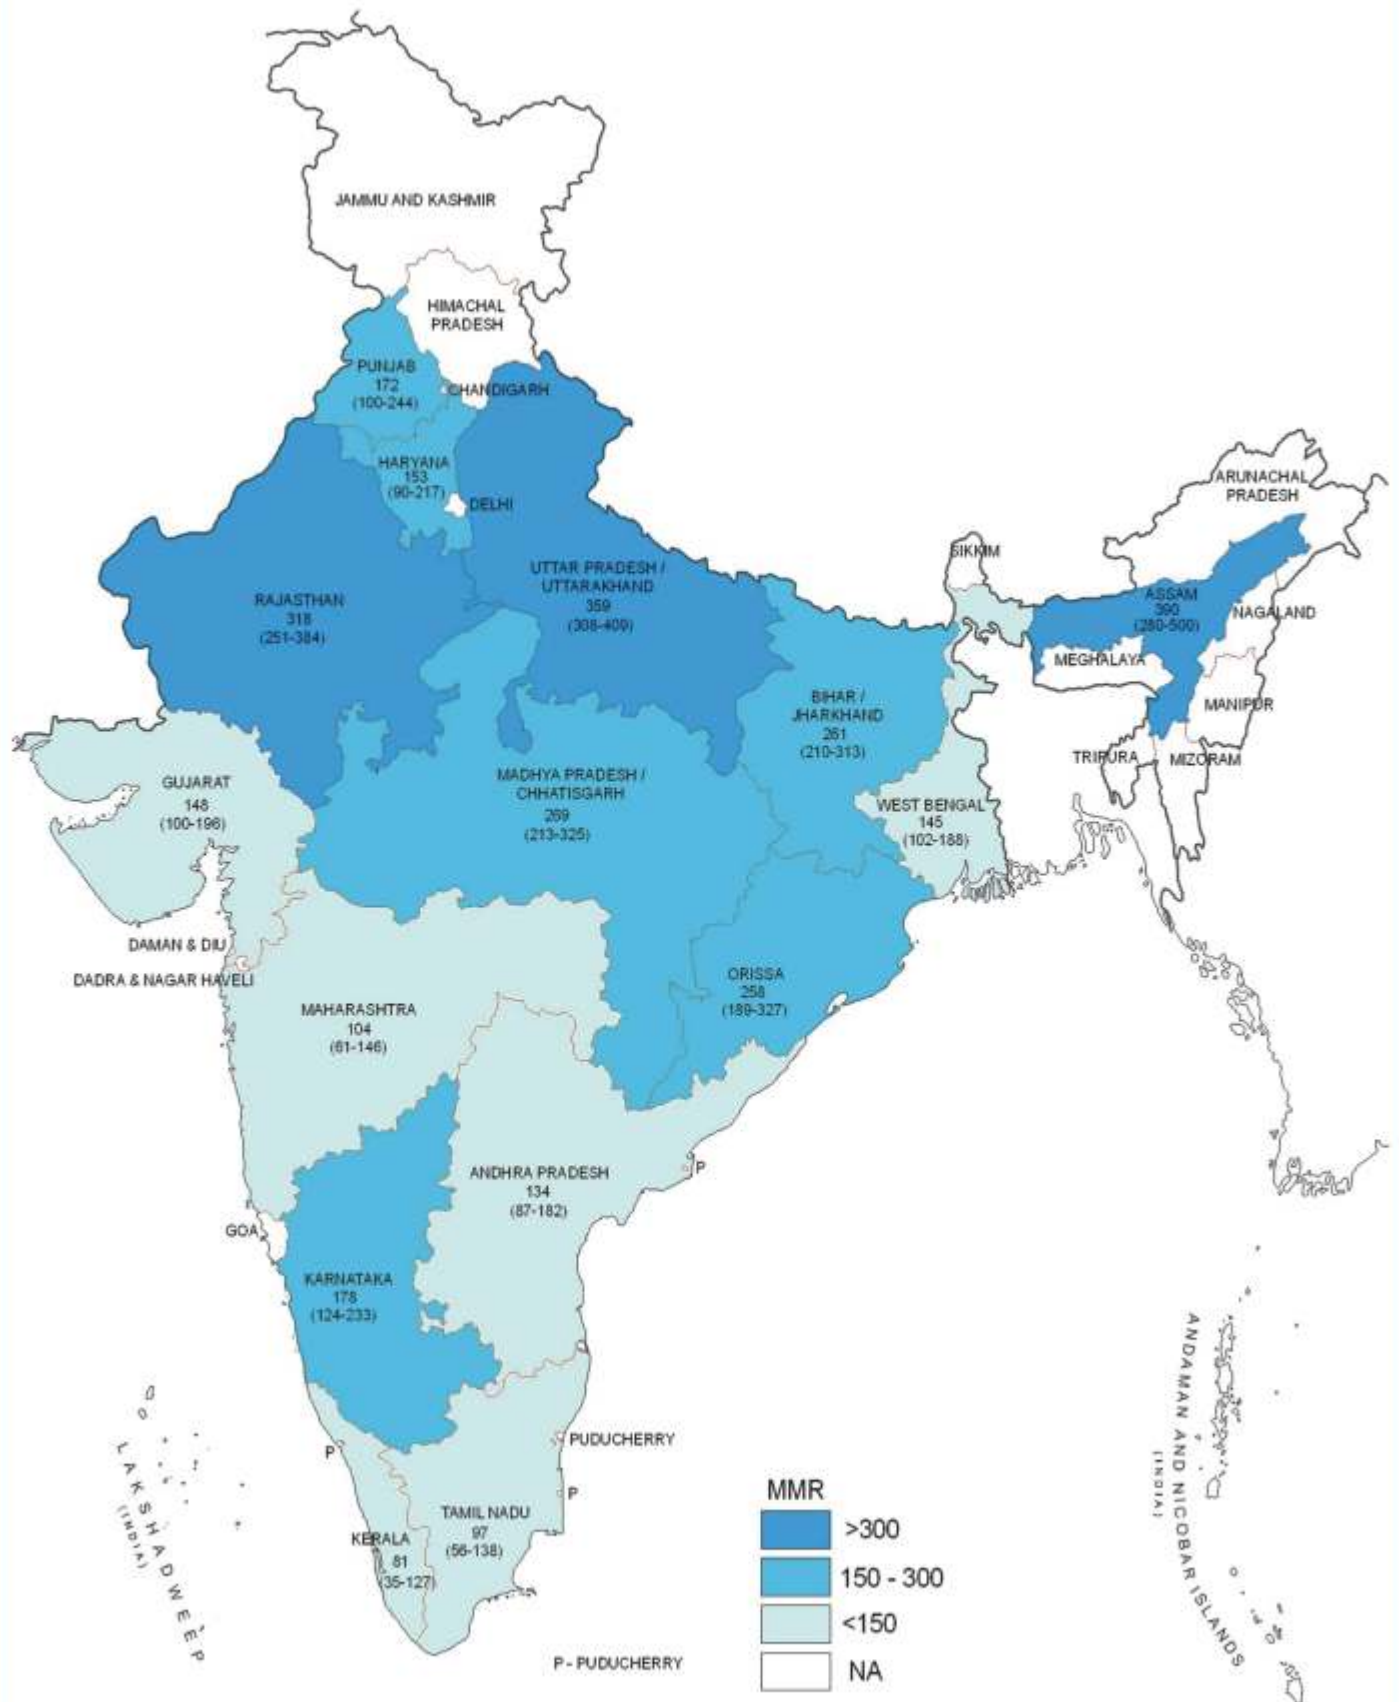 JAMMU AND KASHMIR
HIMACHAL
PRADESH
PUNJAB
172
(100-244)
CHANDIGARH
HARYANA
153
(90-217)
DELHI
ARUNACHAL
PRADESH
SIKKIM
UTTAR PRADESH /
UTTARAKHAND
359
(308-409)
RAJASTHAN
318
(251-384)
ASSAM
390
(280-500)
NAGALAND
MEGHALAYA
MANIPUR
BIHAR /
JHARKHAND
261
(210-313)
TRIPURA
MIZORAM
GUJARAT
148
(100-196)
MADHYA PRADESH /
CHHATISGARH
269
(213-325)
WEST BENGAL
145
(102-188)
DAMAN & DIU
DADRA & NAGAR HAVELI
ORISSA
258
(189-327)
MAHARASHTRA
104
(61-146)
ANDHRA PRADESH
134
(87-182)
P
GOA
KARNATAKA
178
(124-233)
ANDAMAN AND NICOBAR ISLANDS
(INDIA)
LAKSHADWEEP
(INDIA)
P
PUDUCHERRY
P
TAMIL NADU
97
(56-138)
KERALA
81
(35-127)
MMR
>300
150 - 300
<150
NA
P - PUDUCHERRY